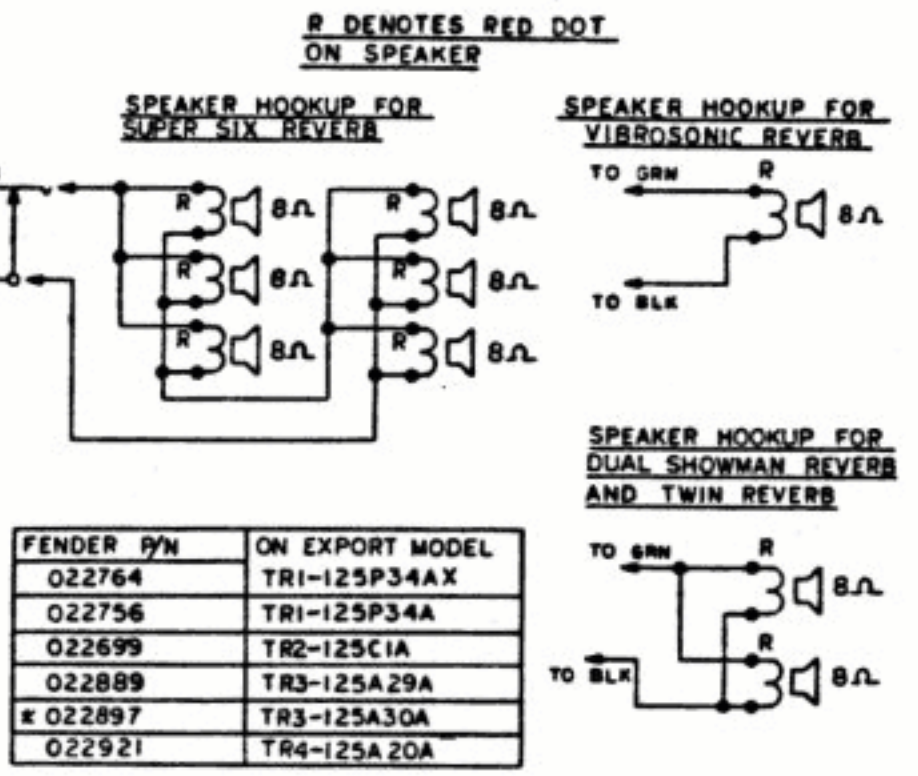 R DENOTES RED DOT
ON SPEAKER
SPEAKER HOOKUP FOR
SUPER SIX REVERB
R 8Ω R 8Ω
R 8Ω R 8Ω
R 8Ω R 8Ω
SPEAKER HOOKUP FOR
VIBROSONIC REVERB
TO GRN R
8Ω
TO BLK
SPEAKER HOOKUP FOR
DUAL SHOWMAN REVERB
AND TWIN REVERB
TO GRN R
8Ω
R
TO BLK 8Ω
FENDER P/N ON EXPORT MODEL
022764 TR1-125P34AX
022756 TR1-125P34A
022699 TR2-125C1A
022889 TR3-125A29A
* 022897 TR3-125A30A
022921 TR4-125A20A